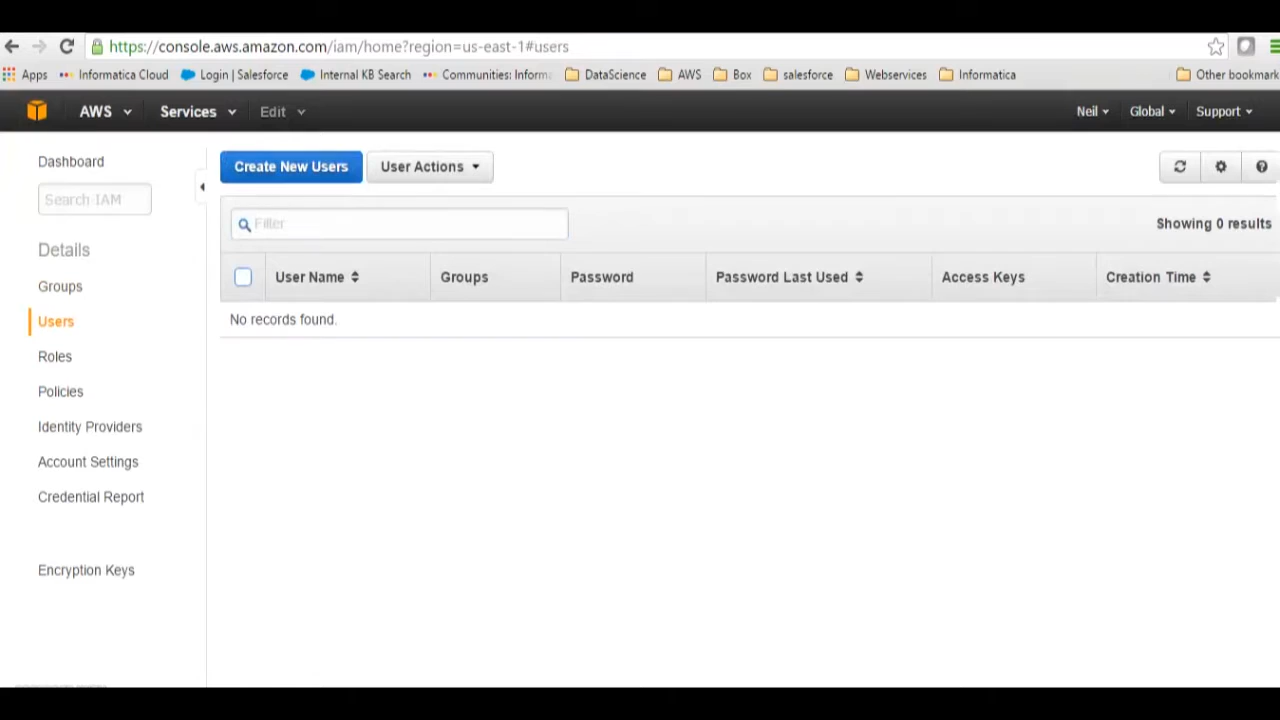 https://console.aws.amazon.com/iam/home?region=us-east-1#users
Apps Informatica Cloud Login | Salesforce Internal KB Search Communities: Inform DataScience AWS Box salesforce Webservices Informatica Other bookmark
AWS Services Edit Neil Global Support
Dashboard
Create New Users User Actions
Search IAM
Filter
Showing 0 results
Details
User Name Groups Password Password Last Used Access Keys Creation Time
Groups
No records found.
Users
Roles
Policies
Identity Providers
Account Settings
Credential Report
Encryption Keys